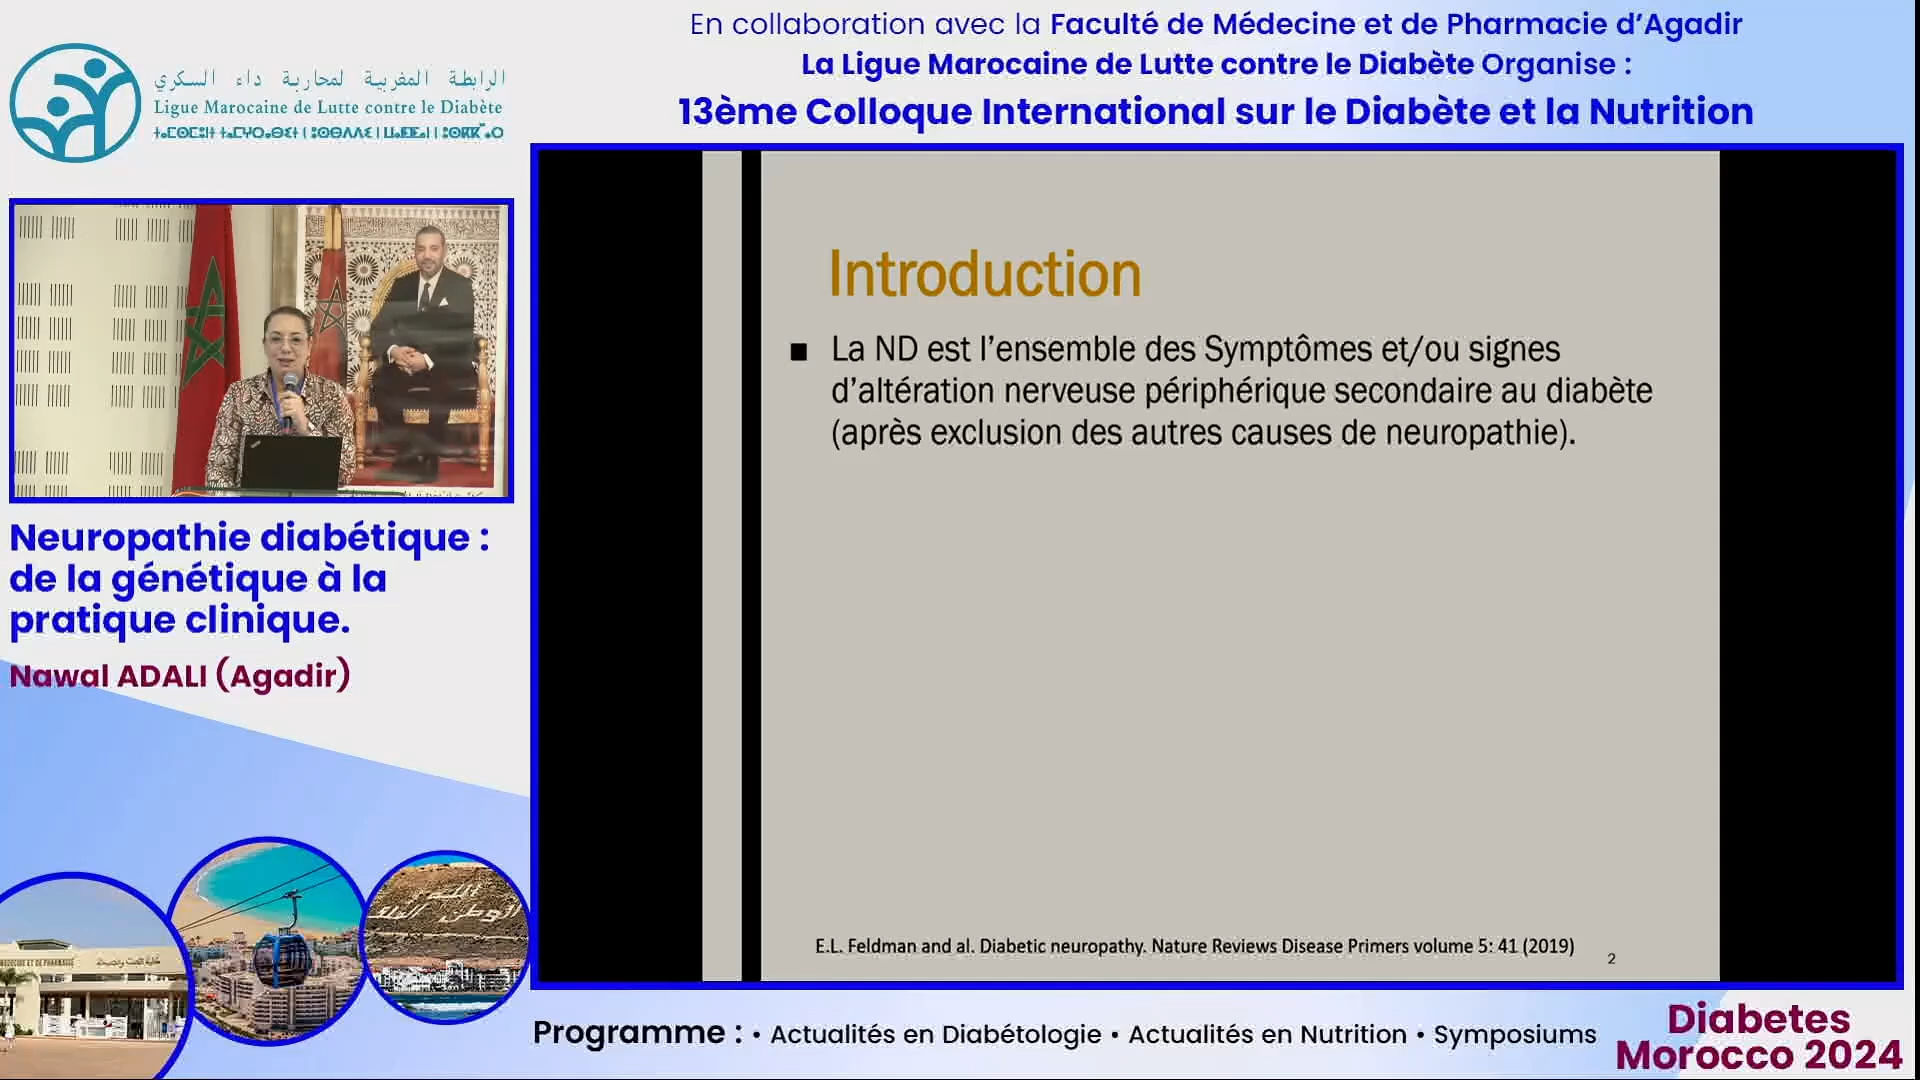 En collaboration avec la Faculté de Médecine et de Pharmacie d’Agadir
La Ligue Marocaine de Lutte contre le Diabète Organise :
13ème Colloque International sur le Diabète et la Nutrition
الرابطة المغربية لمحاربة داء السكري
Ligue Marocaine de Lutte contre le Diabète
Neuropathie diabétique :
de la génétique à la
pratique clinique.
Nawal ADALI (Agadir)
Introduction
■ La ND est l’ensemble des Symptômes et/ou signes
d’altération nerveuse périphérique secondaire au diabète
(après exclusion des autres causes de neuropathie).
E.L. Feldman and al. Diabetic neuropathy. Nature Reviews Disease Primers volume 5: 41 (2019)
2
الله
الوطن الملك
Programme : • Actualités en Diabétologie • Actualités en Nutrition • Symposiums
Diabetes
Morocco 2024